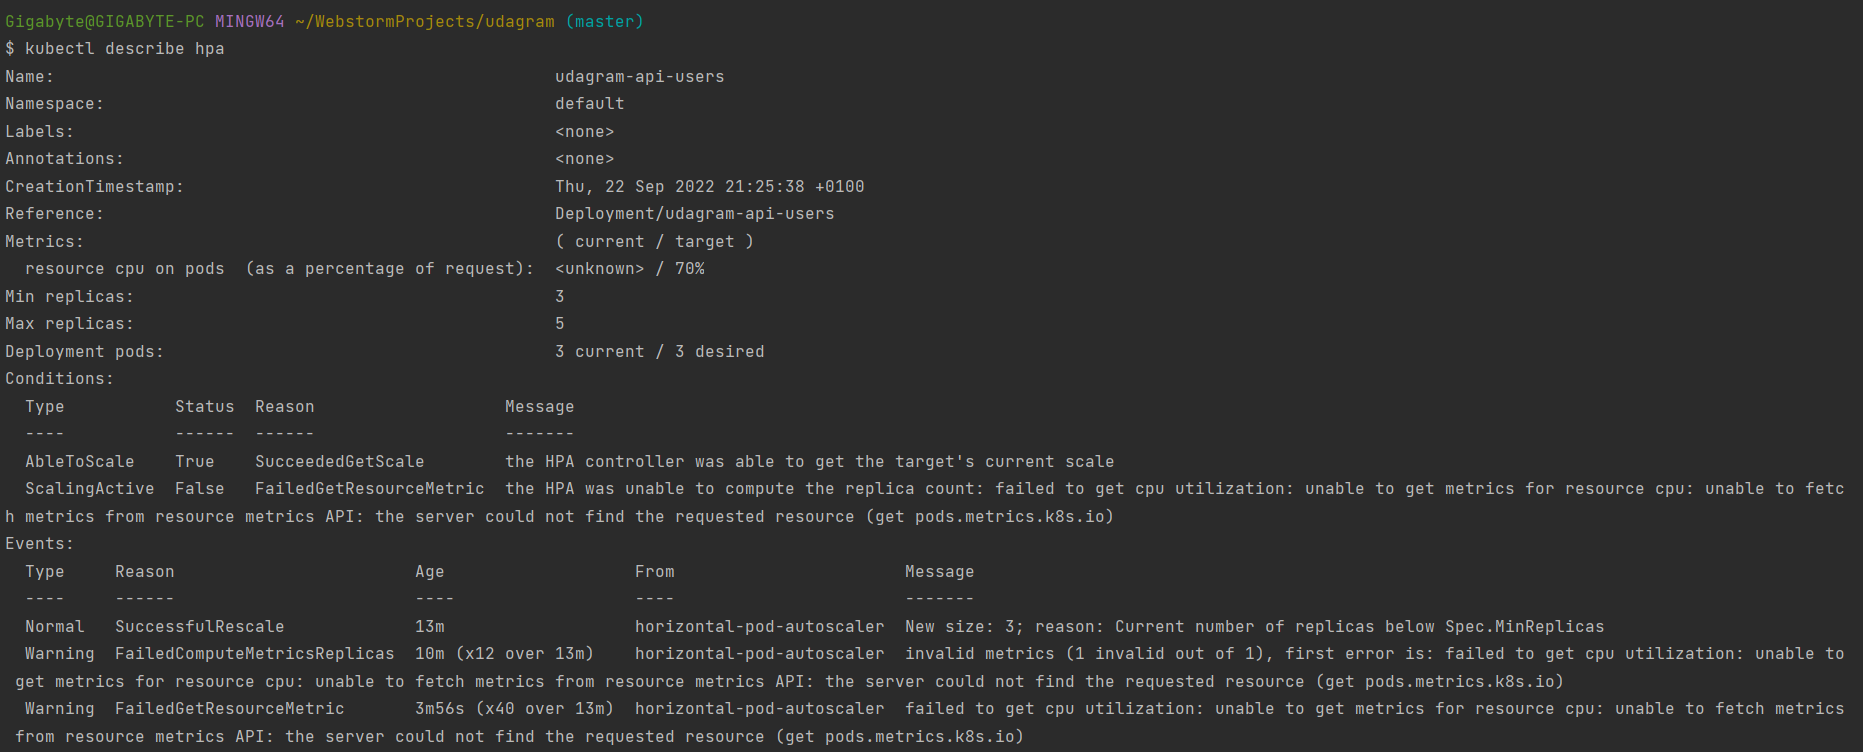 Gigabyte@GIGABYTE-PC MINGW64 ~/WebstormProjects/udagram (master)
$ kubectl describe hpa
Name:                                                  udagram-api-users
Namespace:                                             default
Labels:                                                <none>
Annotations:                                           <none>
CreationTimestamp:                                     Thu, 22 Sep 2022 21:25:38 +0100
Reference:                                             Deployment/udagram-api-users
Metrics:                                               ( current / target )
  resource cpu on pods  (as a percentage of request):  <unknown> / 70%
Min replicas:                                          3
Max replicas:                                          5
Deployment pods:                                       3 current / 3 desired
Conditions:
  Type           Status  Reason                   Message
  ----           ------  ------                   -------
  AbleToScale    True    SucceededGetScale        the HPA controller was able to get the target's current scale
  ScalingActive  False   FailedGetResourceMetric  the HPA was unable to compute the replica count: failed to get cpu utilization: unable to get metrics for resource cpu: unable to fetc
h metrics from resource metrics API: the server could not find the requested resource (get pods.metrics.k8s.io)
Events:
  Type     Reason                        Age                   From                       Message
  ----     ------                        ----                  ----                       -------
  Normal   SuccessfulRescale             13m                   horizontal-pod-autoscaler  New size: 3; reason: Current number of replicas below Spec.MinReplicas
  Warning  FailedComputeMetricsReplicas  10m (x12 over 13m)    horizontal-pod-autoscaler  invalid metrics (1 invalid out of 1), first error is: failed to get cpu utilization: unable to
 get metrics for resource cpu: unable to fetch metrics from resource metrics API: the server could not find the requested resource (get pods.metrics.k8s.io)
  Warning  FailedGetResourceMetric       3m56s (x40 over 13m)  horizontal-pod-autoscaler  failed to get cpu utilization: unable to get metrics for resource cpu: unable to fetch metrics
 from resource metrics API: the server could not find the requested resource (get pods.metrics.k8s.io)